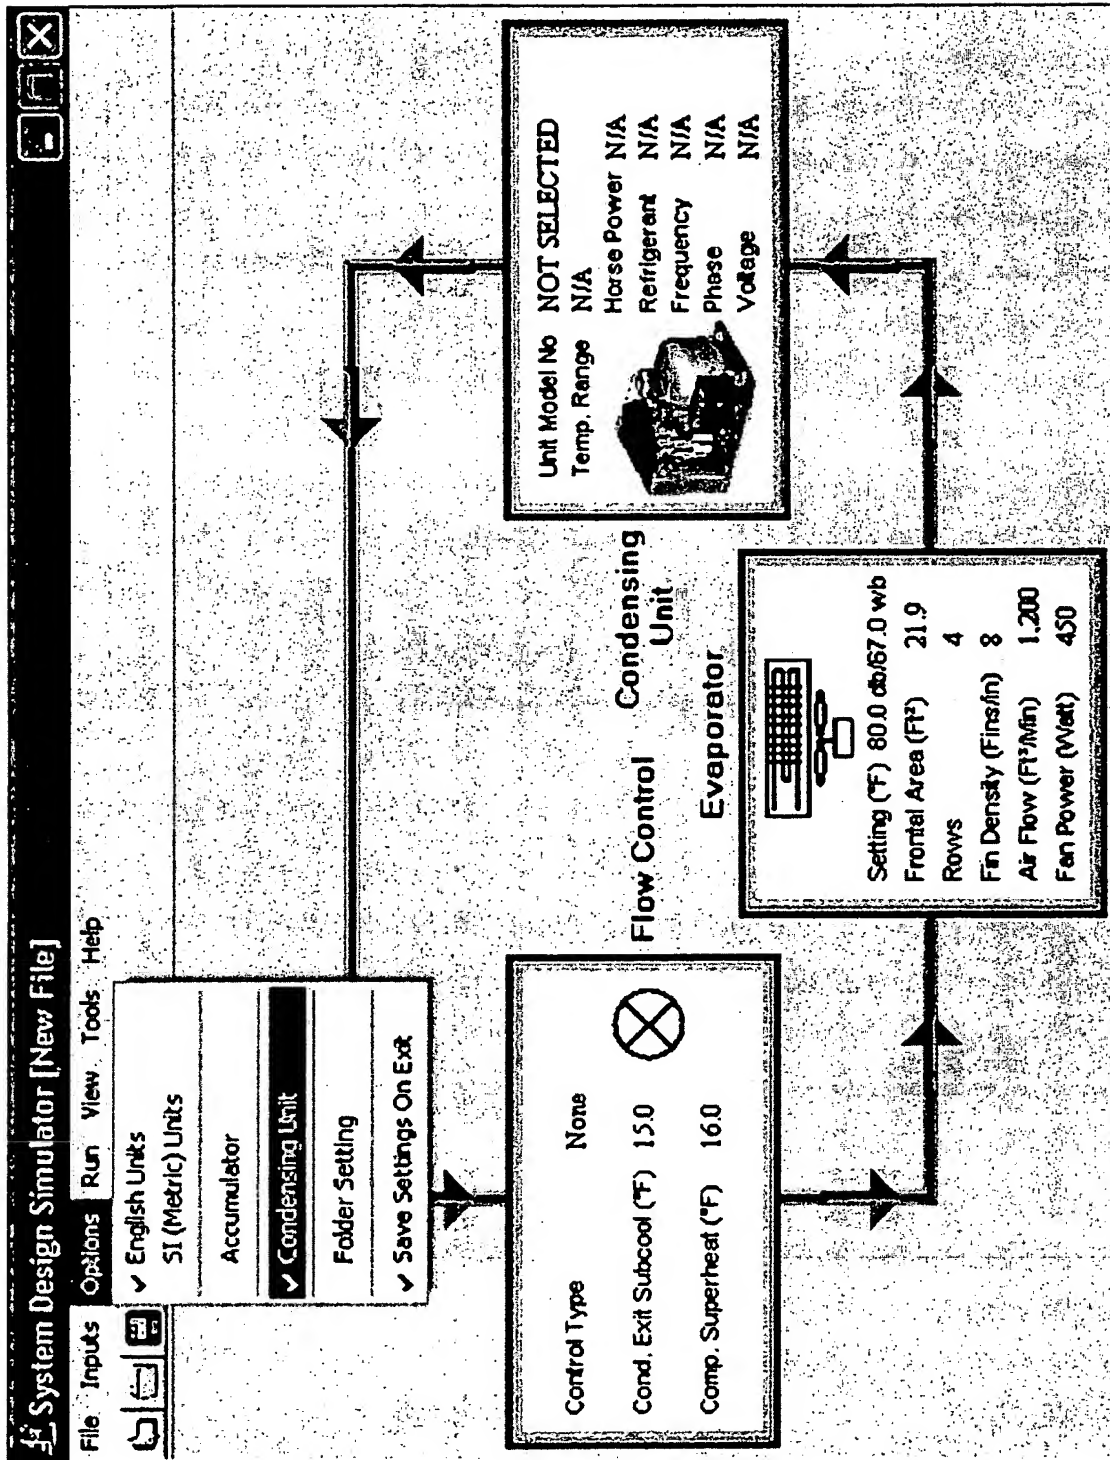 System Design Simulator [New File]
File Inputs Options Run View Tools Help
✓ English Units
SI (Metric) Units
Accumulator
✓ Condensing Unit
Folder Setting
✓ Save Settings On Exit
Control Type None
Cond. Exit Subcool (°F) 15.0
Comp. Superheat (°F) 16.0
Flow Control
Condensing
Unit
Unit Model No NOT SELECTED
Temp. Range N/A
Horse Power N/A
Refrigerant N/A
Frequency N/A
Phase N/A
Voltage N/A
Evaporator
Setting (°F) 80.0 db/67.0 wb
Frontal Area (Ft²) 21.9
Rows 4
Fin Density (Fins/in) 8
Air Flow (Ft³/Min) 1,200
Fan Power (Watt) 450